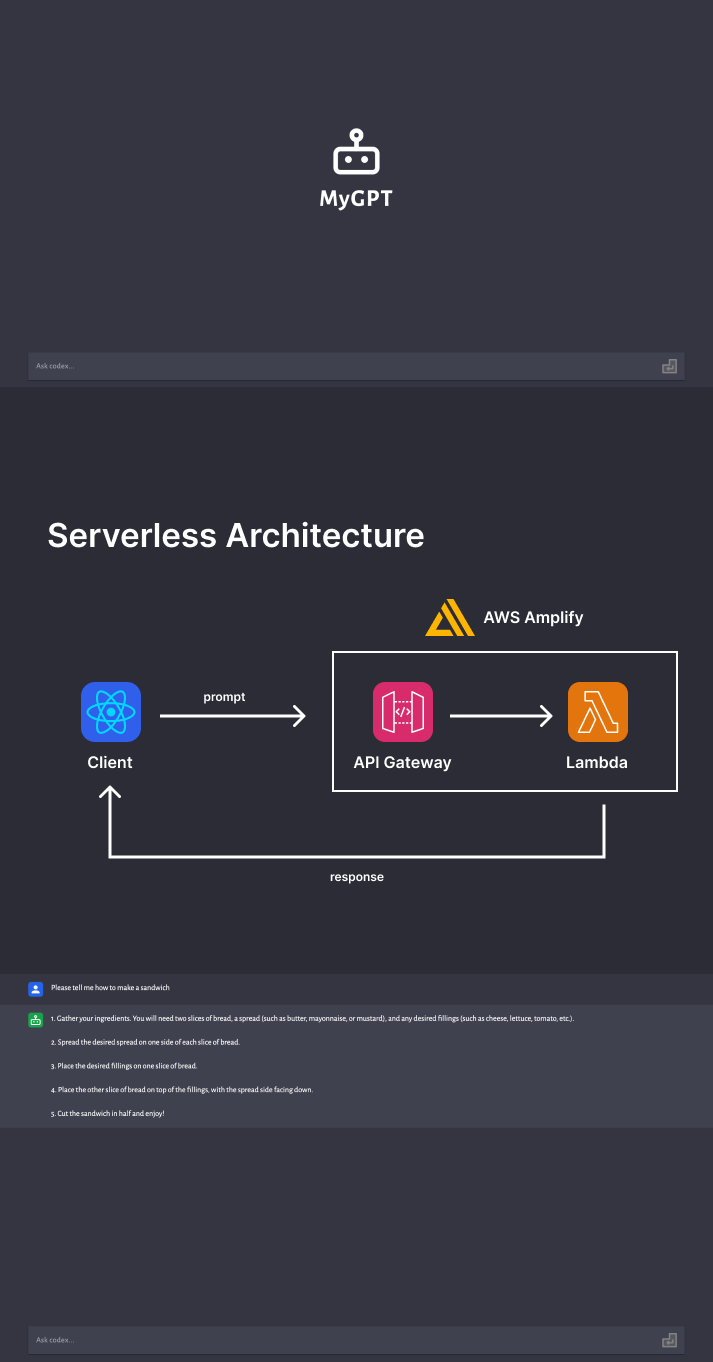 MyGPT
Ask codex...
Serverless Architecture
AWS Amplify
prompt
Client
API Gateway
Lambda
response
Please tell me how to make a sandwich
1. Gather your ingredients. You will need two slices of bread, a spread (such as butter, mayonnaise, or mustard), and any desired fillings (such as cheese, lettuce, tomato, etc.).
2. Spread the desired spread on one side of each slice of bread.
3. Place the desired fillings on one slice of bread.
4. Place the other slice of bread on top of the fillings, with the spread side facing down.
5. Cut the sandwich in half and enjoy!
Ask codex...